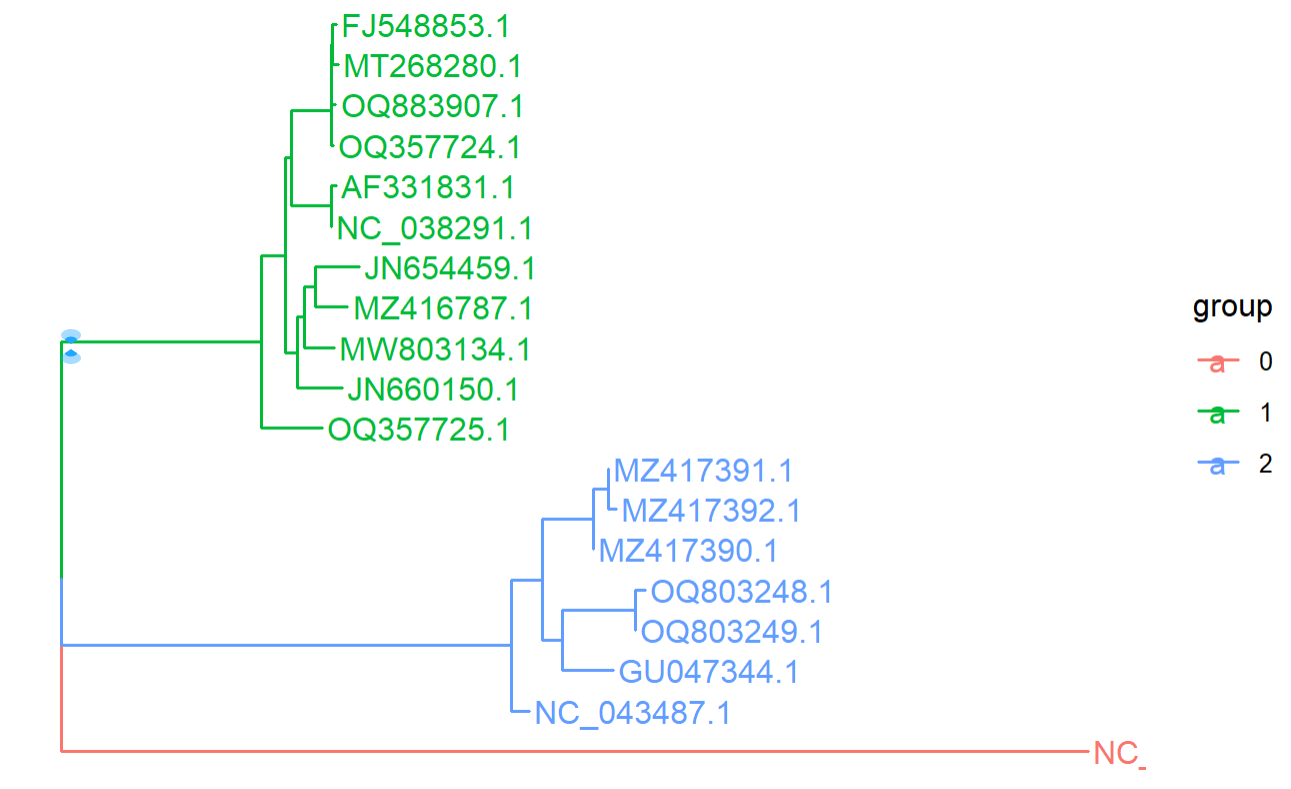 FJ548853.1
MT268280.1
OQ883907.1
OQ357724.1
AF331831.1
NC_038291.1
JN654459.1
MZ416787.1
MW803134.1
JN660150.1
OQ357725.1
MZ417391.1
MZ417392.1
MZ417390.1
OQ803248.1
OQ803249.1
GU047344.1
NC_043487.1
NC_
group
a 0
a 1
a 2